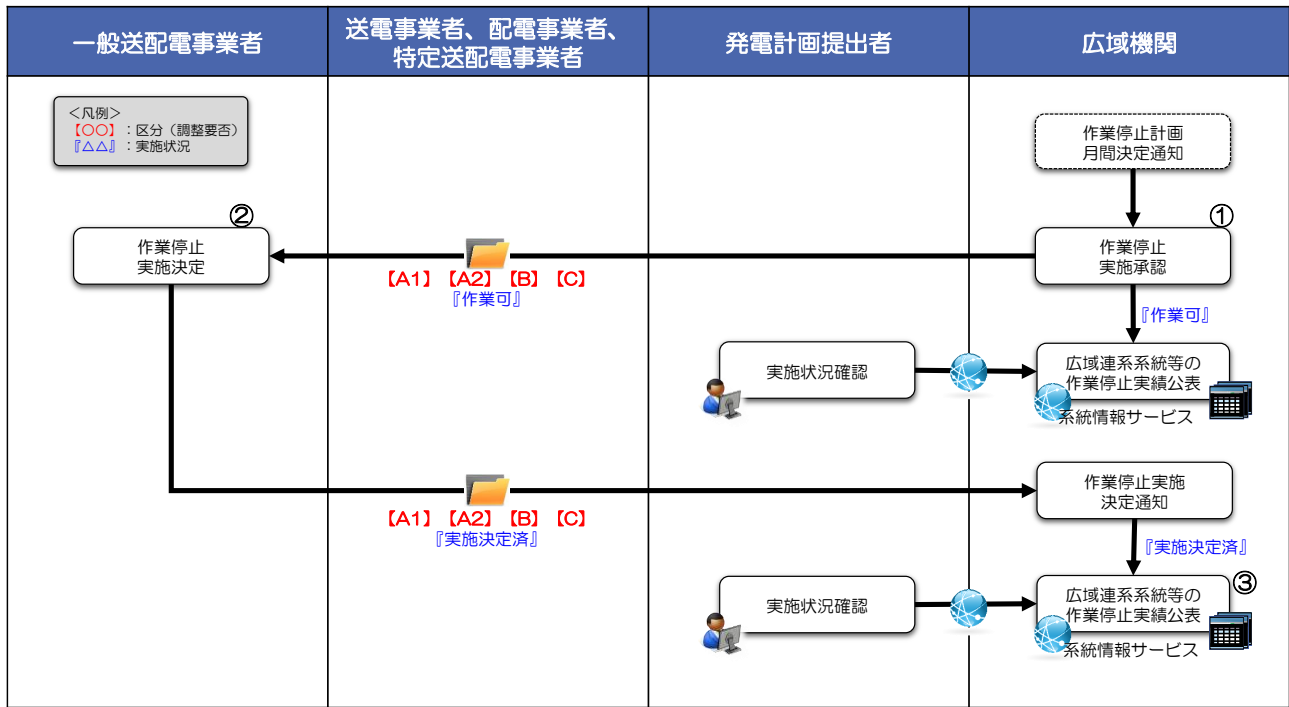 一般送配電事業者
送電事業者、配電事業者、
特定送配電事業者
発電計画提出者
広域機関
<凡例>
【〇〇】：区分（調整要否）
『△△』：実施状況
作業停止計画
月間決定通知
②
①
作業停止
実施決定
作業停止
実施承認
【A1】【A2】【B】【C】
『作業可』
『作業可』
実施状況確認
広域連系系統等の
作業停止実績公表
系統情報サービス
作業停止実施
決定通知
【A1】【A2】【B】【C】
『実施決定済』
『実施決定済』
③
実施状況確認
広域連系系統等の
作業停止実績公表
系統情報サービス